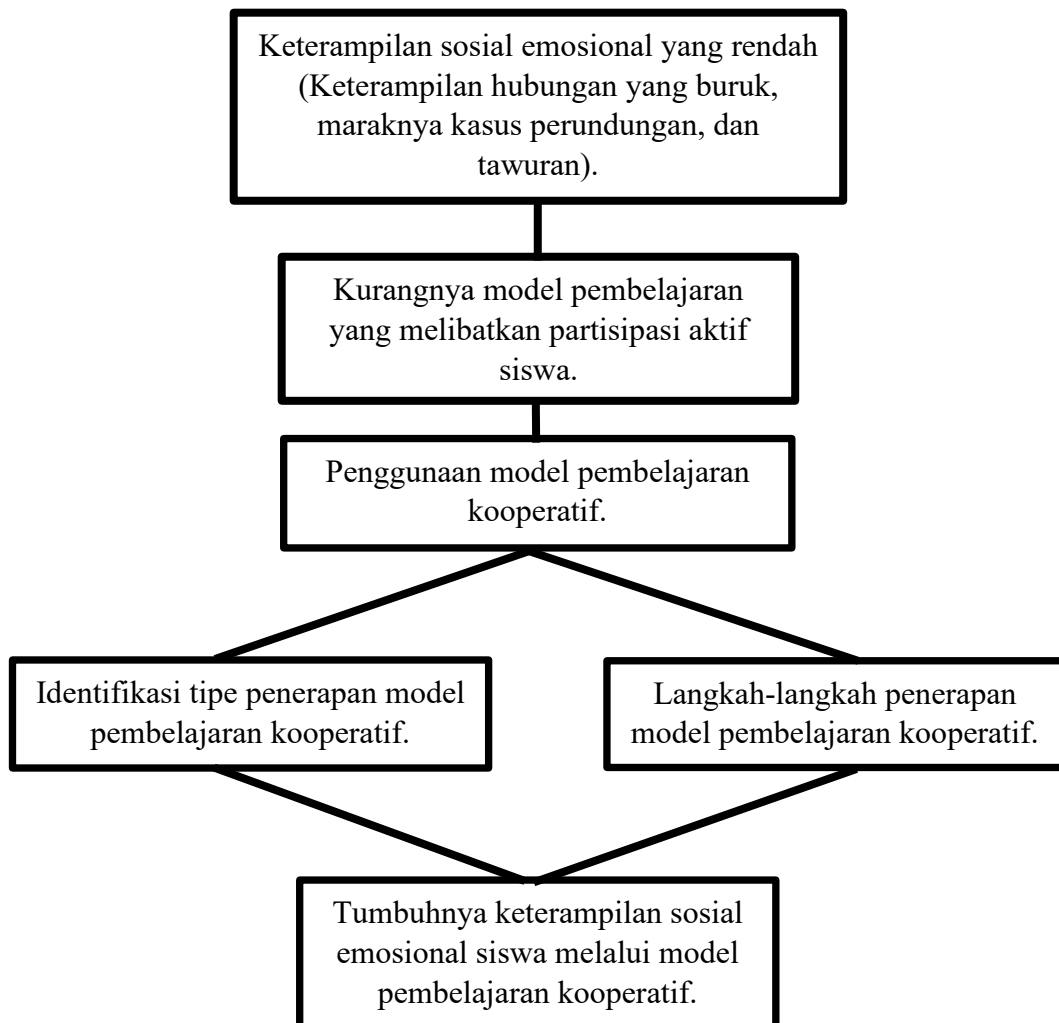 Keterampilan sosial emosional yang rendah
(Keterampilan hubungan yang buruk,
maraknya kasus perundungan, dan
tawuran).
Kurangnya model pembelajaran
yang melibatkan partisipasi aktif
siswa.
Penggunaan model pembelajaran
kooperatif.
Identifikasi tipe penerapan model
pembelajaran kooperatif.
Langkah-langkah penerapan
model pembelajaran kooperatif.
Tumbuhnya keterampilan sosial
emosional siswa melalui model
pembelajaran kooperatif.